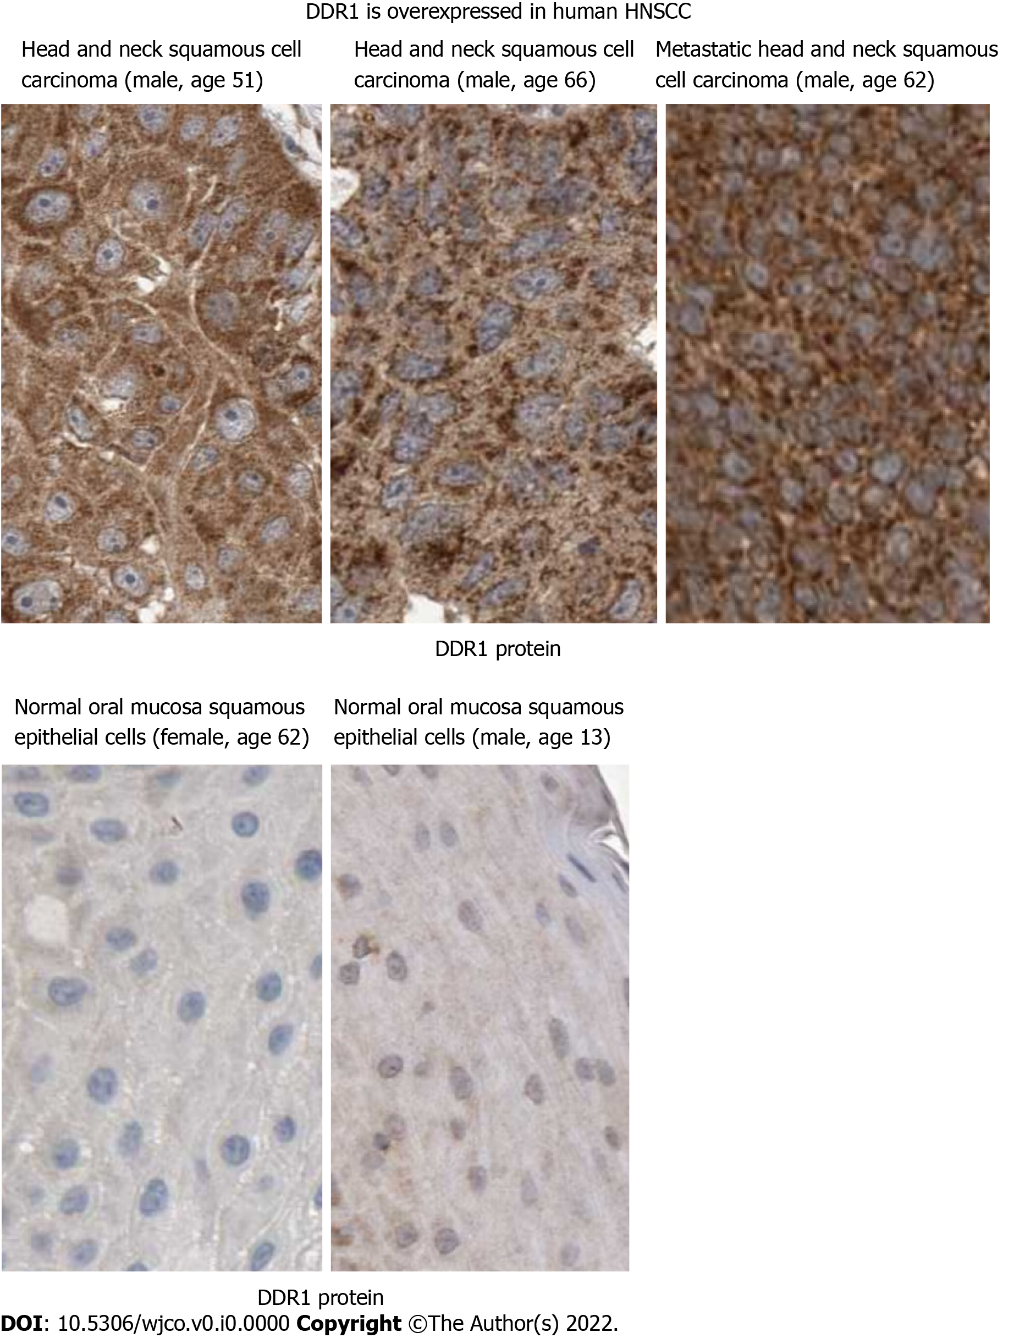 DDR1 is overexpressed in human HNSCC
Head and neck squamous cell
carcinoma (male, age 51)
Head and neck squamous cell
carcinoma (male, age 66)
Metastatic head and neck squamous
cell carcinoma (male, age 62)
DDR1 protein
Normal oral mucosa squamous
epithelial cells (female, age 62)
Normal oral mucosa squamous
epithelial cells (male, age 13)
DDR1 protein
DOI: 10.5306/wjco.v0.i0.0000 Copyright ©The Author(s) 2022.